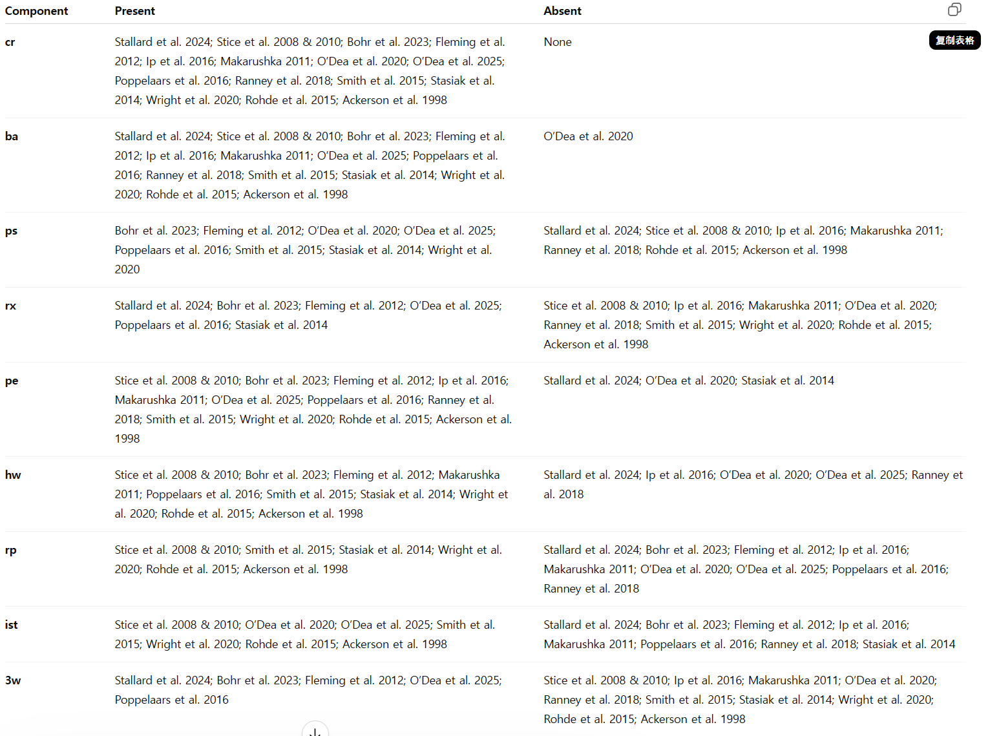 Component Present Absent
复制表格
cr Stallard et al. 2024; Stice et al. 2008 & 2010; Bohr et al. 2023; Fleming et al. None
2012; Ip et al. 2016; Makarushka 2011; O’Dea et al. 2020; O’Dea et al. 2025;
Poppelaars et al. 2016; Ranney et al. 2018; Smith et al. 2015; Stasiak et al.
2014; Wright et al. 2020; Rohde et al. 2015; Ackerson et al. 1998
ba Stallard et al. 2024; Stice et al. 2008 & 2010; Bohr et al. 2023; Fleming et al. O’Dea et al. 2020
2012; Ip et al. 2016; Makarushka 2011; O’Dea et al. 2025; Poppelaars et al.
2016; Ranney et al. 2018; Smith et al. 2015; Stasiak et al. 2014; Wright et al.
2020; Rohde et al. 2015; Ackerson et al. 1998
ps Bohr et al. 2023; Fleming et al. 2012; O’Dea et al. 2020; O’Dea et al. 2025; Stallard et al. 2024; Stice et al. 2008 & 2010; Ip et al. 2016; Makarushka 2011;
Poppelaars et al. 2016; Smith et al. 2015; Stasiak et al. 2014; Wright et al. Ranney et al. 2018; Rohde et al. 2015; Ackerson et al. 1998
2020
rx Stallard et al. 2024; Bohr et al. 2023; Fleming et al. 2012; O’Dea et al. 2025; Stice et al. 2008 & 2010; Ip et al. 2016; Makarushka 2011; O’Dea et al. 2020;
Poppelaars et al. 2016; Stasiak et al. 2014 Ranney et al. 2018; Smith et al. 2015; Wright et al. 2020; Rohde et al. 2015;
Ackerson et al. 1998
pe Stice et al. 2008 & 2010; Bohr et al. 2023; Fleming et al. 2012; Ip et al. 2016; Stallard et al. 2024; O’Dea et al. 2020; Stasiak et al. 2014
Makarushka 2011; O’Dea et al. 2025; Poppelaars et al. 2016; Ranney et al.
2018; Smith et al. 2015; Wright et al. 2020; Rohde et al. 2015; Ackerson et al.
1998
hw Stice et al. 2008 & 2010; Bohr et al. 2023; Fleming et al. 2012; Makarushka Stallard et al. 2024; Ip et al. 2016; O’Dea et al. 2020; O’Dea et al. 2025; Ranney et
2011; Poppelaars et al. 2016; Smith et al. 2015; Stasiak et al. 2014; Wright et al. 2018
al. 2020; Rohde et al. 2015; Ackerson et al. 1998
rp Stice et al. 2008 & 2010; Smith et al. 2015; Stasiak et al. 2014; Wright et al. Stallard et al. 2024; Bohr et al. 2023; Fleming et al. 2012; Ip et al. 2016;
2020; Rohde et al. 2015; Ackerson et al. 1998 Makarushka 2011; O’Dea et al. 2020; O’Dea et al. 2025; Poppelaars et al. 2016;
Ranney et al. 2018
ist Stice et al. 2008 & 2010; O’Dea et al. 2020; O’Dea et al. 2025; Smith et al. Stallard et al. 2024; Bohr et al. 2023; Fleming et al. 2012; Ip et al. 2016;
2015; Wright et al. 2020; Rohde et al. 2015; Ackerson et al. 1998 Makarushka 2011; Poppelaars et al. 2016; Ranney et al. 2018; Stasiak et al. 2014
3w Stallard et al. 2024; Bohr et al. 2023; Fleming et al. 2012; O’Dea et al. 2025; Stice et al. 2008 & 2010; Ip et al. 2016; Makarushka 2011; O’Dea et al. 2020;
Poppelaars et al. 2016 Ranney et al. 2018; Smith et al. 2015; Stasiak et al. 2014; Wright et al. 2020;
Rohde et al. 2015; Ackerson et al. 1998